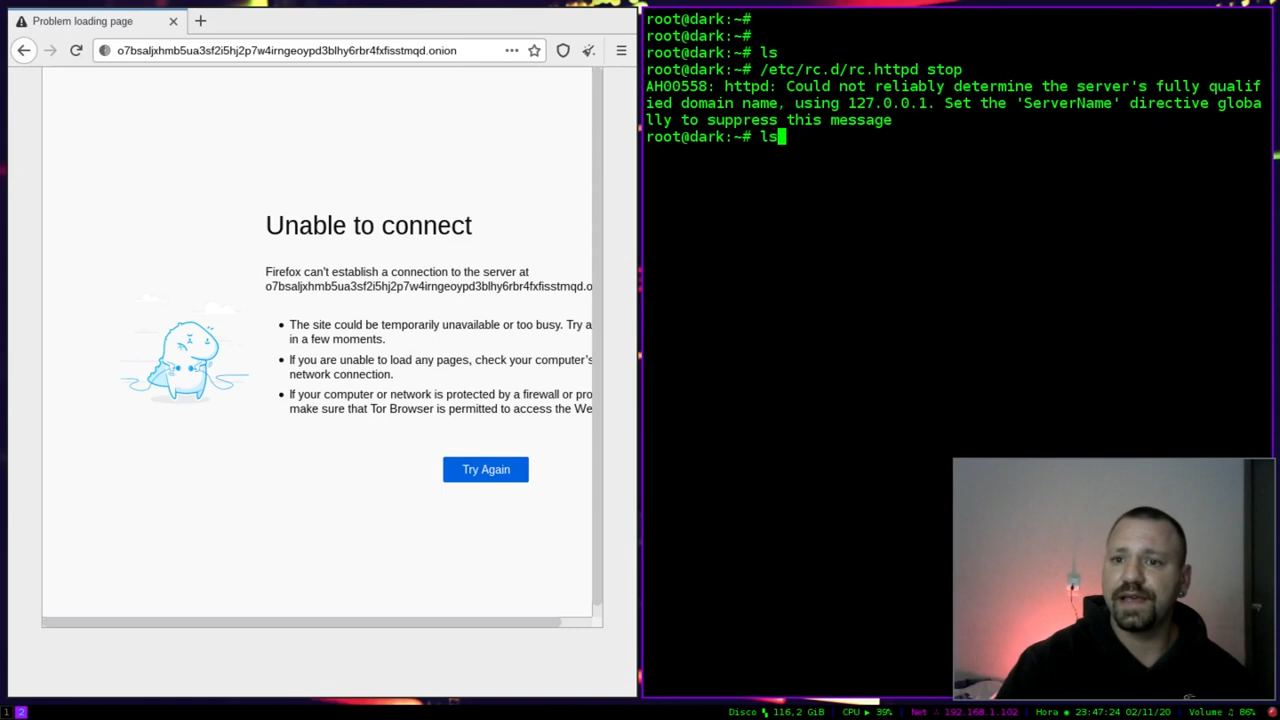 Problem loading page
o7bsaljxhmb5ua3sf2i5hj2p7w4irngeoypd3blhy6rbr4fxfisstmqd.onion
Unable to connect
Firefox can't establish a connection to the server at
o7bsaljxhmb5ua3sf2i5hj2p7w4irngeoypd3blhy6rbr4fxfisstmqd.o
The site could be temporarily unavailable or too busy. Try a
in a few moments.
If you are unable to load any pages, check your computer's
network connection.
If your computer or network is protected by a firewall or pro
make sure that Tor Browser is permitted to access the We
Try Again
root@dark:~#
root@dark:~#
root@dark:~# ls
root@dark:~# /etc/rc.d/rc.httpd stop
AH00558: httpd: Could not reliably determine the server's fully qualif
ied domain name, using 127.0.0.1. Set the 'ServerName' directive globa
lly to suppress this message
root@dark:~# ls
1 2
Disco 116,2 GiB CPU 39% Net 192.168.1.102 Hora 23:47:24 02/11/20 Volume 86%